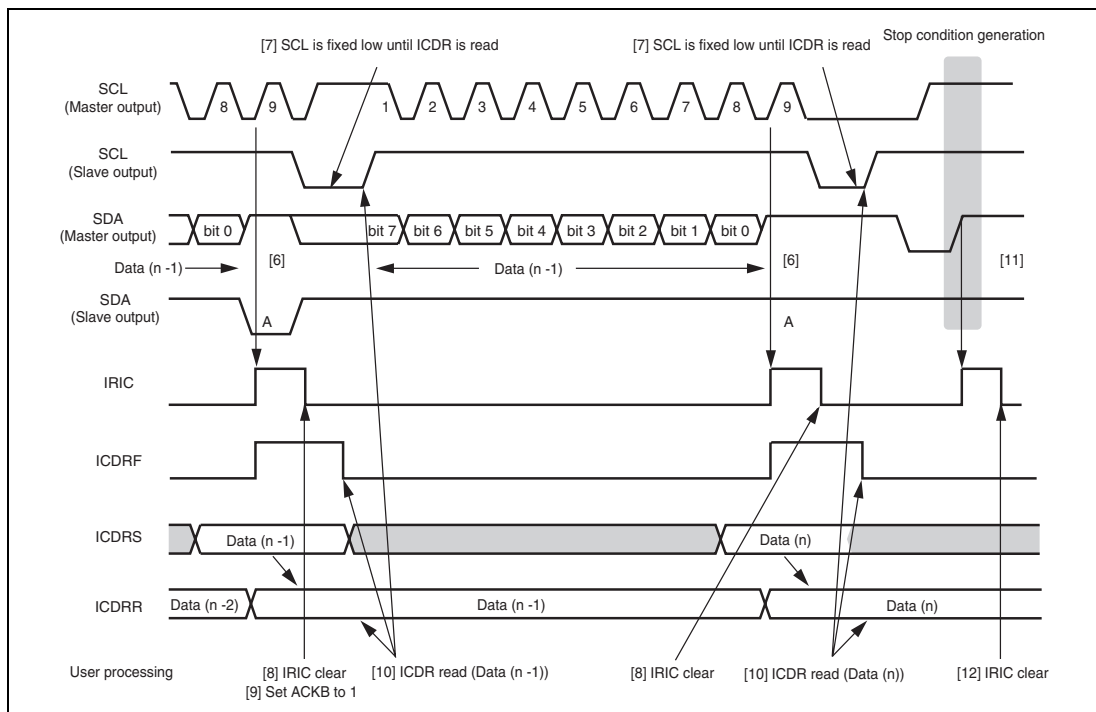 Stop condition generation
[7] SCL is fixed low until ICDR is read
[7] SCL is fixed low until ICDR is read
SCL
(Master output)
8
9
1
2
3
4
5
6
7
8
9
SCL
(Slave output)
SDA
(Master output)
bit 0
bit 7
bit 6
bit 5
bit 4
bit 3
bit 2
bit 1
bit 0
Data (n -1)
[6]
Data (n -1)
[6]
[11]
SDA
(Slave output)
A
A
IRIC
ICDRF
ICDRS
Data (n -1)
Data (n)
ICDRR
Data (n -2)
Data (n -1)
Data (n)
User processing
[8] IRIC clear
[9] Set ACKB to 1
[10] ICDR read (Data (n -1))
[8] IRIC clear
[10] ICDR read (Data (n))
[12] IRIC clear